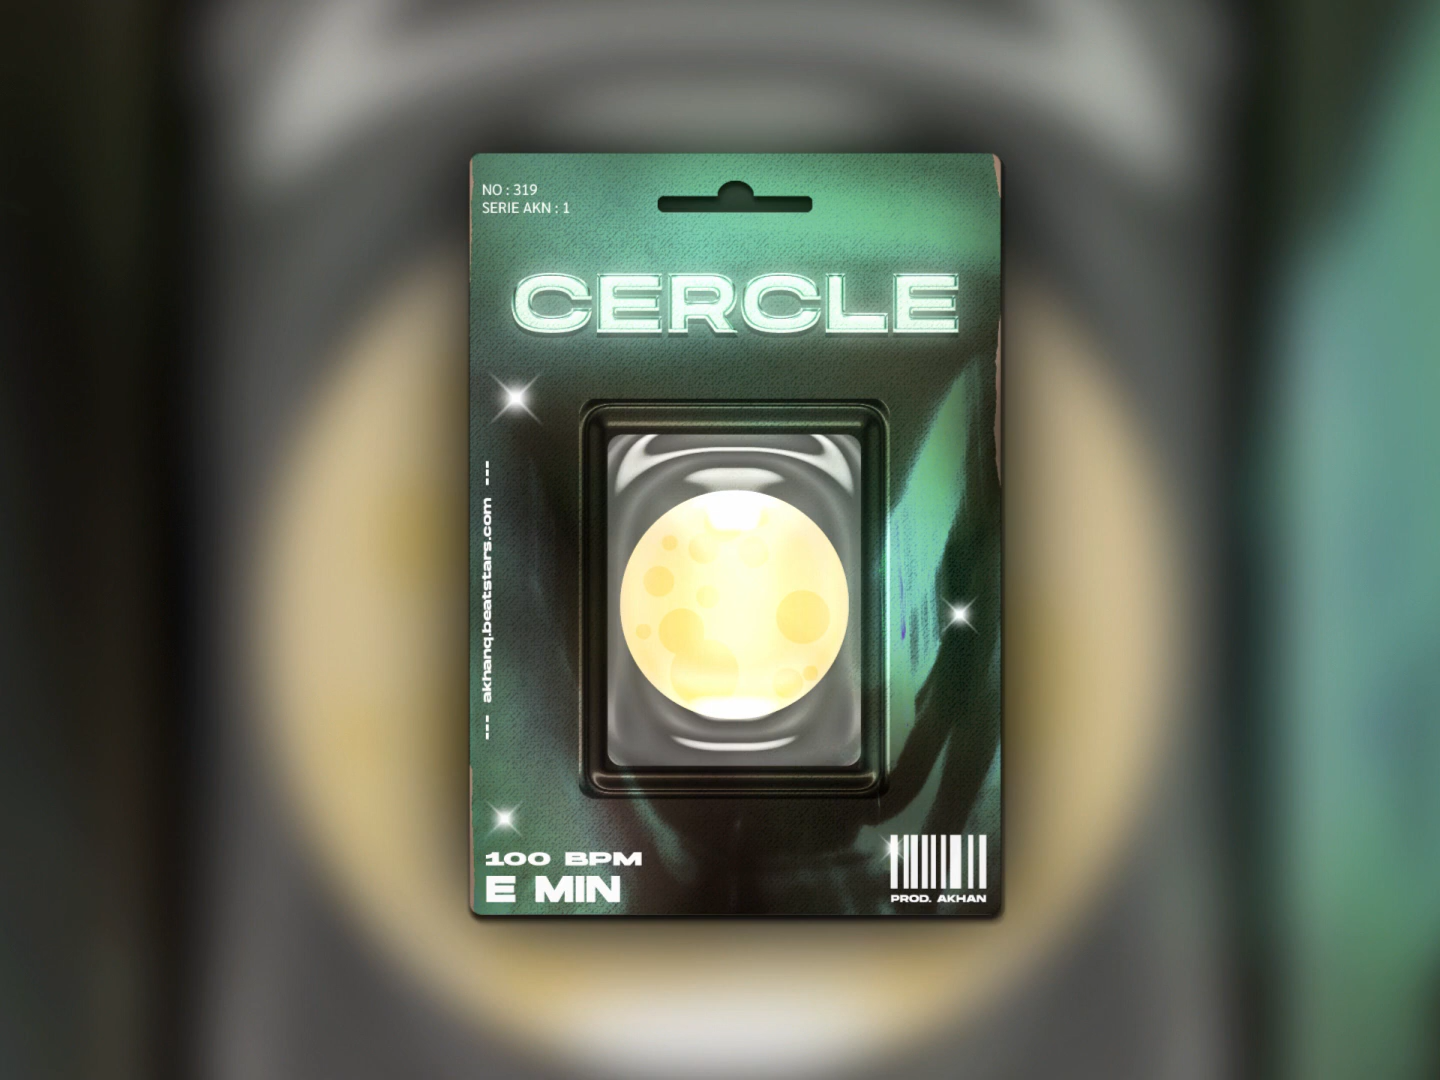 NO : 319
SERIE AKN : 1
CERCLE
--- akhanq.beatstars.com ---
100 BPM
E MIN
PROD. AKHAN